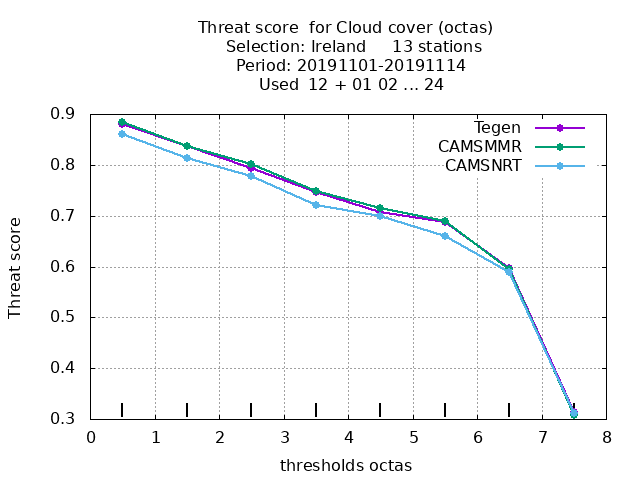 Threat score  for Cloud cover (octas)
Selection: Ireland     13 stations
Period: 20191101-20191114
Used  12 + 01 02 ... 24
Tegen
CAMSMMR
CAMSNRT
0.9
0.8
0.7
0.6
0.5
0.4
0.3
Threat score
0 1 2 3 4 5 6 7 8
thresholds octas